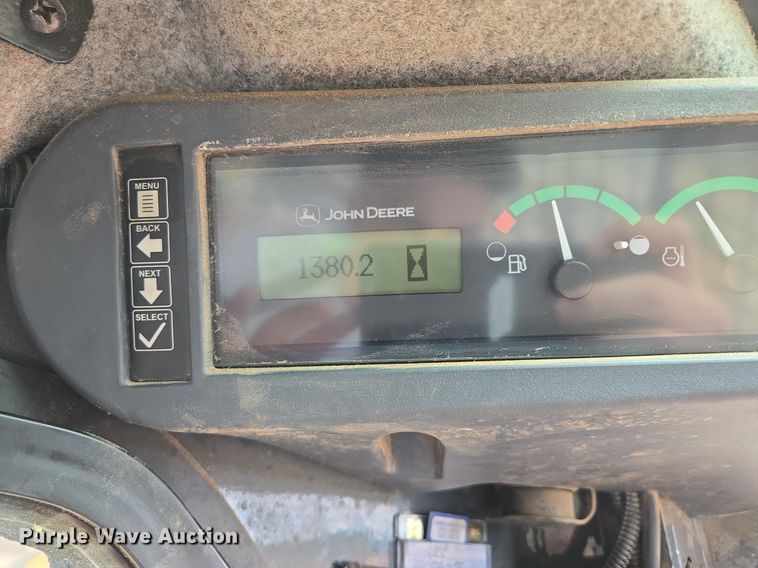 MENU
BACK
NEXT
SELECT
JOHN DEERE
1380.2
Purple Wave Auction